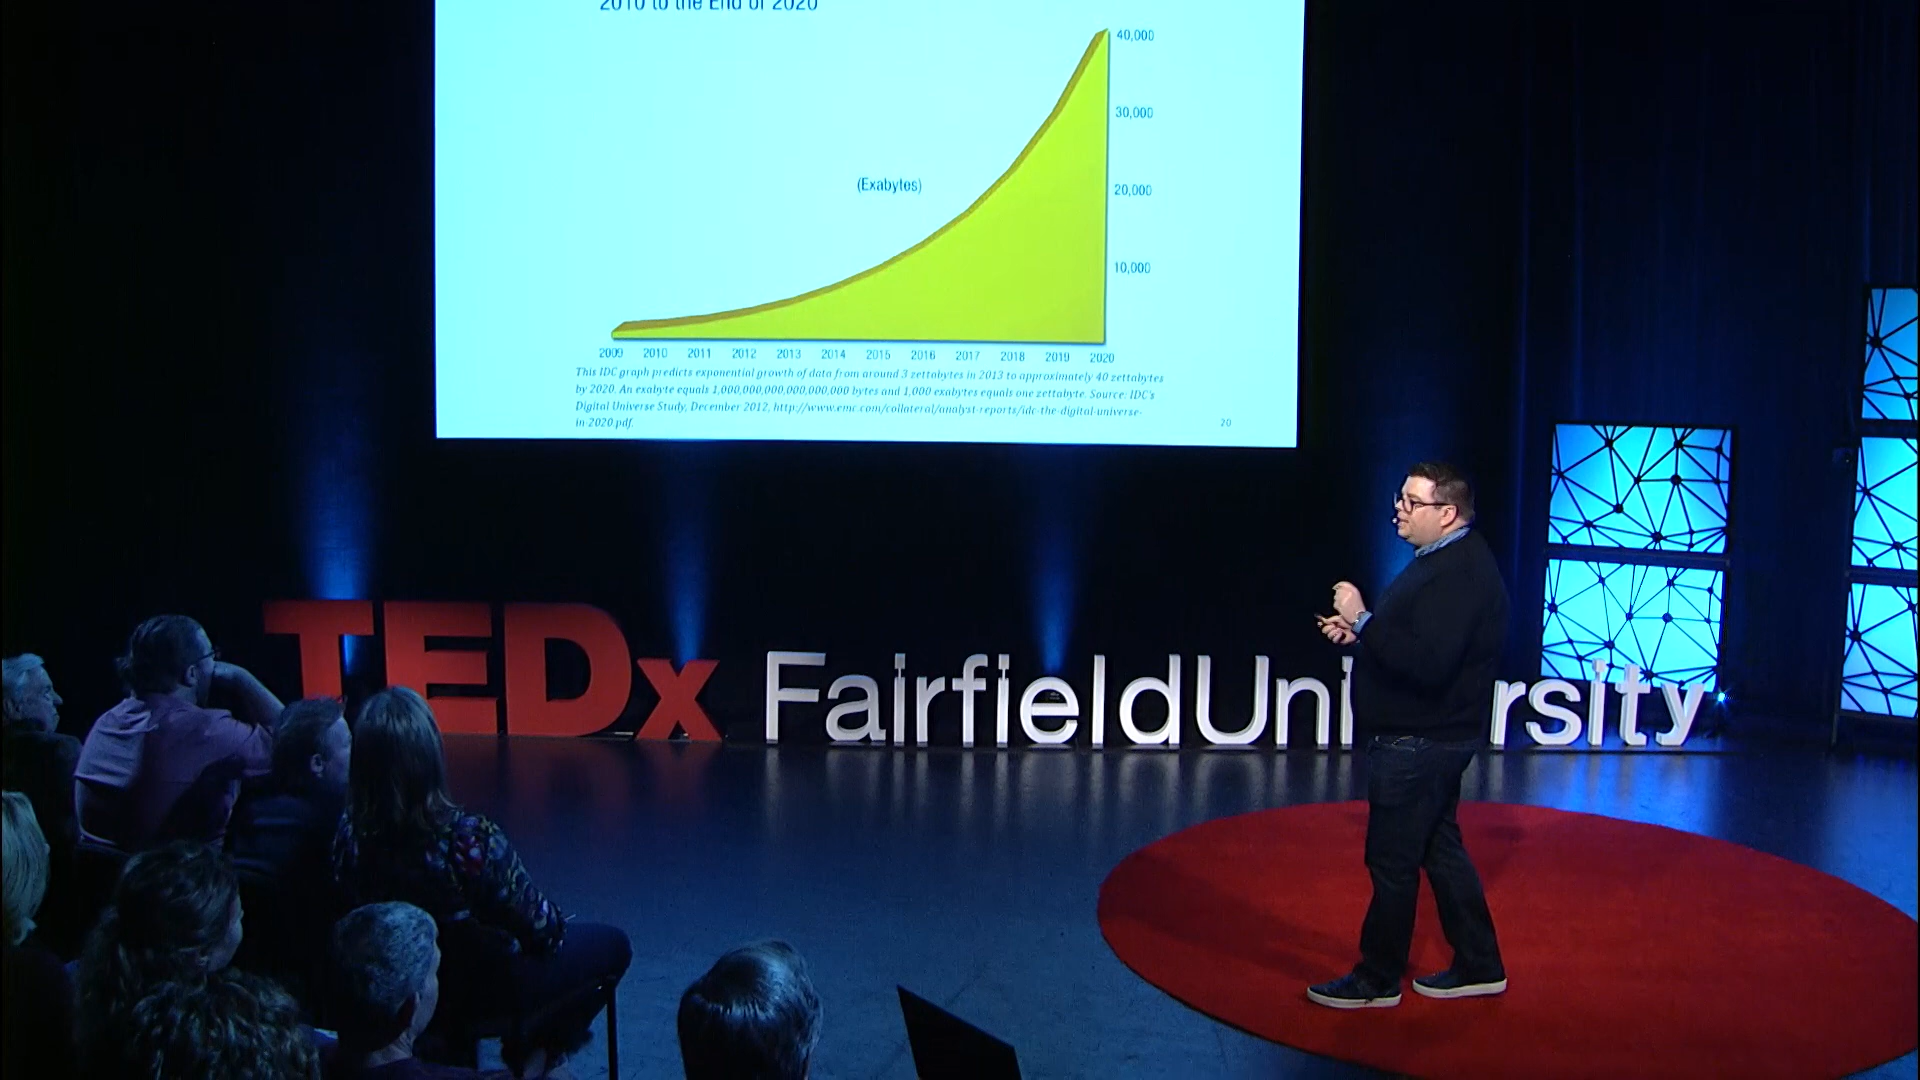 2010 to the End of 2020
40,000
30,000
(Exabytes)
20,000
10,000
2009 2010 2011 2012 2013 2014 2015 2016 2017 2018 2019 2020
This IDC graph predicts exponential growth of data from around 3 zettabytes in 2013 to approximately 40 zettabytes
by 2020. An exabyte equals 1,000,000,000,000,000,000 bytes and 1,000 exabytes equals one zettabyte. Source: IDC's
Digital Universe Study, December 2012, http://www.emc.com/collateral/analyst-reports/idc-the-digital-universe-
in-2020.pdf.
20
TEDx FairfieldUni rsity